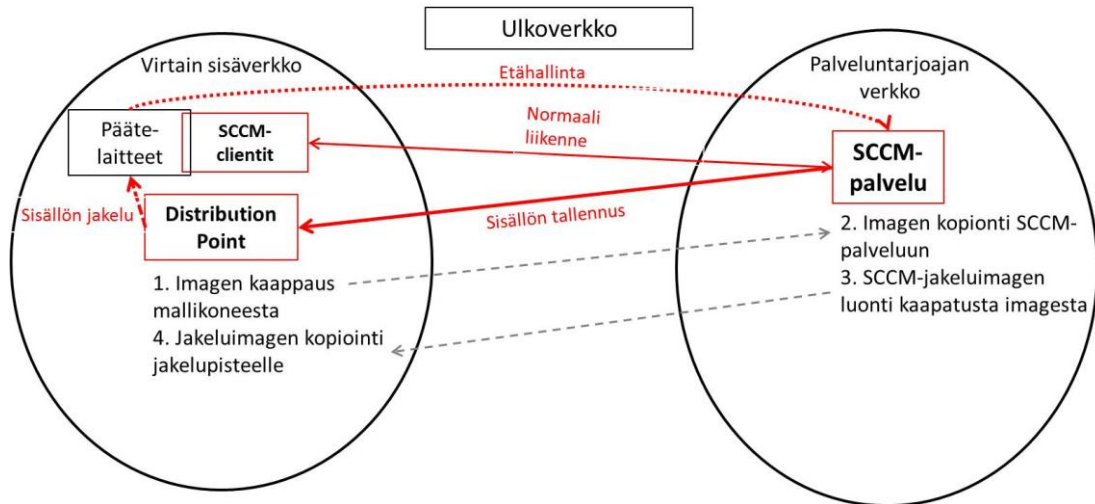 Ulkoverkko
Virtain sisäverkko
Etähallinta
Palveluntarjoajan
verkko
Pääte-
laitteet
SCCM-
clientit
Normaali
liikenne
SCCM-
palvelu
Sisällön jakelu
Distribution
Point
Sisällön tallennus
1. Imagen kaappaus
mallikoneesta
4. Jakeluimagen kopiointi
jakelupisteelle
2. Imagen kopionti SCCM-
palveluun
3. SCCM-jakeluimagen
luonti kaapatusta imagesta